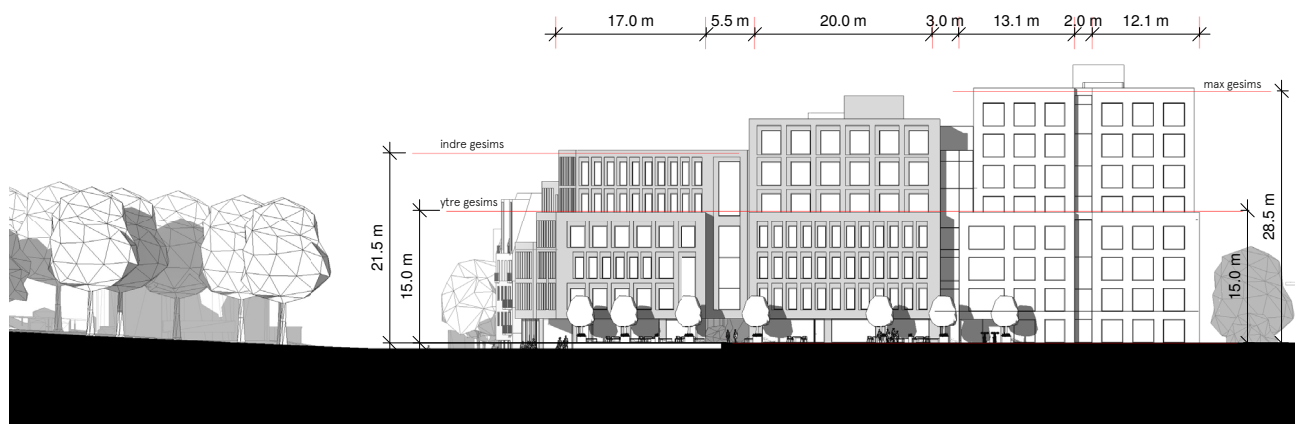 17.0 m 5.5 m 20.0 m 3.0 m 13.1 m 2.0 m 12.1 m
max gesims
indre gesims
ytre gesims
21.5 m
15.0 m
15.0 m
28.5 m